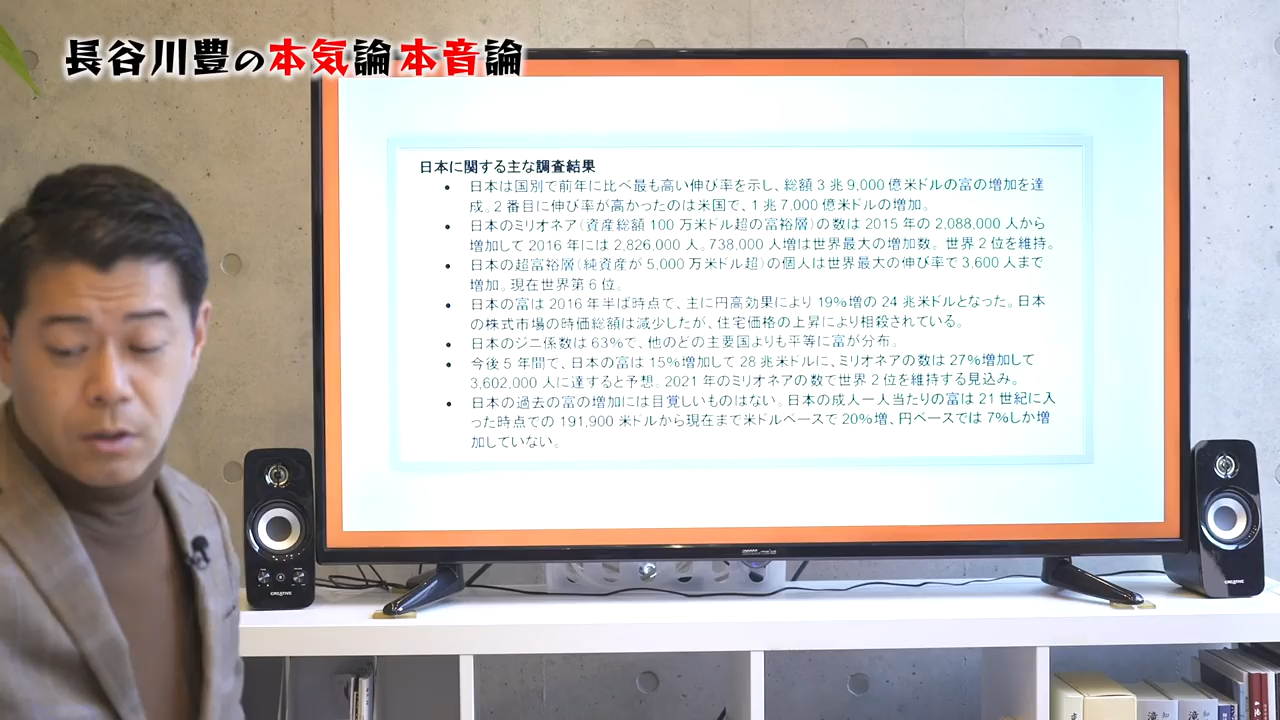 長谷川豊の本気論本音論
日本に関する主な調査結果
• 日本は国別で前年に比べ最も高い伸び率を示し、総額 3 兆 9,000 億米ドルの富の増加を達
成。2 番目に伸び率が高かったのは米国で、1 兆 7,000 億米ドルの増加。
• 日本のミリオネア（資産総額 100 万米ドル超の富裕層）の数は 2015 年の 2,088,000 人から
増加して 2016 年には 2,826,000 人。738,000 人増は世界最大の増加数。世界 2 位を維持。
• 日本の超富裕層（純資産が 5,000 万米ドル超）の個人は世界最大の伸び率で 3,600 人まで
増加。現在世界第 6 位。
• 日本の富は 2016 年半ば時点で、主に円高効果により 19%増の 24 兆米ドルとなった。日本
の株式市場の時価総額は減少したが、住宅価格の上昇により相殺されている。
• 日本のジニ係数は 63%で、他のどの主要国よりも平等に富が分布。
• 今後 5 年間で、日本の富は 15%増加して 28 兆米ドルに、ミリオネアの数は 27%増加して
3,602,000 人に達すると予想。2021 年のミリオネアの数で世界 2 位を維持する見込み。
• 日本の過去の富の増加には目覚しいものはない。日本の成人一人当たりの富は 21 世紀に入
った時点での 191,900 米ドルから現在まで米ドルベースで 20%増、円ベースでは 7%しか増
加していない。
CREATIVE
CREATIVE